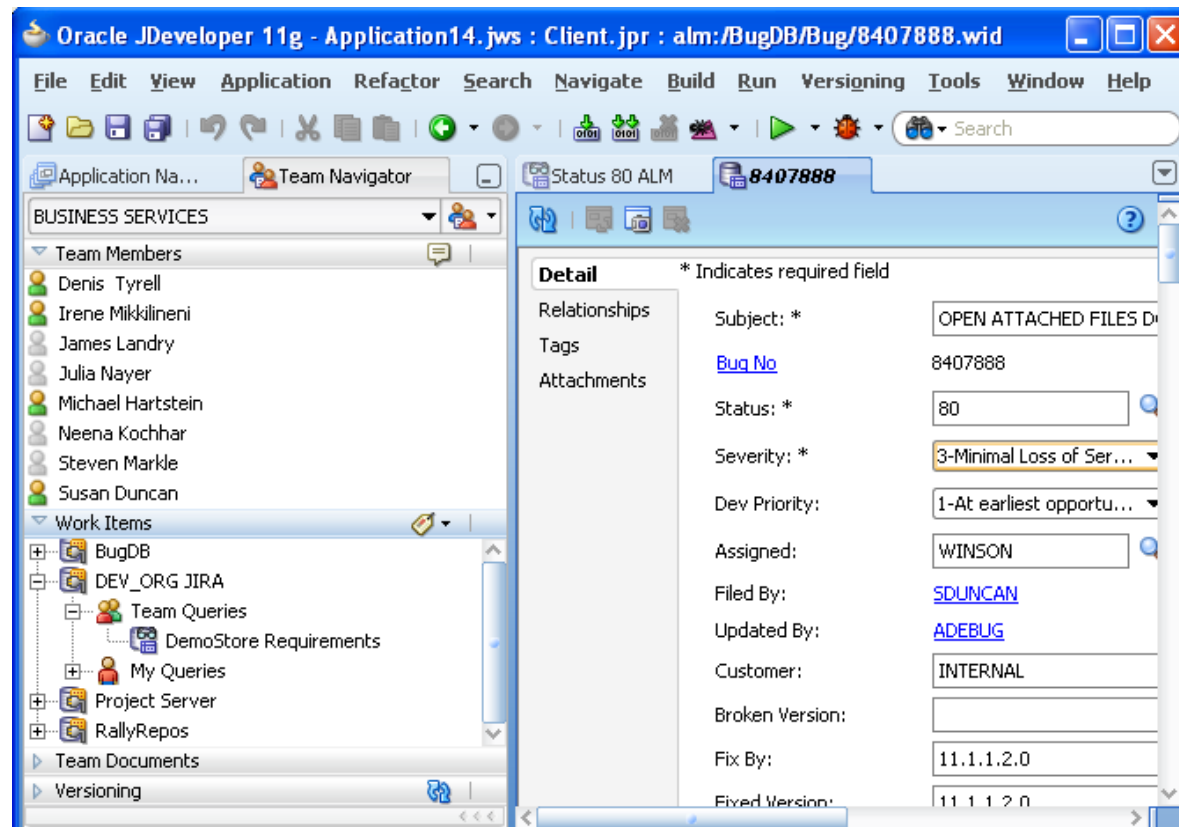 Oracle JDeveloper 11g - Application14.jws : Client.jpr : alm:/BugDB/Bug/8407888.wid
File Edit View Application Refactor Search Navigate Build Run Versioning Tools Window Help
Search
Application Na... Team Navigator
BUSINESS SERVICES
Team Members
Denis Tyrell
Irene Mikkilineni
James Landry
Julia Nayer
Michael Hartstein
Neena Kochhar
Steven Markle
Susan Duncan
Work Items
BugDB
DEV_ORG JIRA
Team Queries
DemoStore Requirements
My Queries
Project Server
RallyRepos
Team Documents
Versioning
Status 80 ALM 8407888
Detail
Relationships
Tags
Attachments
* Indicates required field
Subject: * OPEN ATTACHED FILES
Bug No 8407888
Status: * 80
Severity: * 3-Minimal Loss of Ser...
Dev Priority: 1-At earliest opportu...
Assigned: WINSON
Filed By: SDUNCAN
Updated By: ADEBUG
Customer: INTERNAL
Broken Version:
Fix By: 11.1.1.2.0
Fixed Version: 11.1.1.2.0